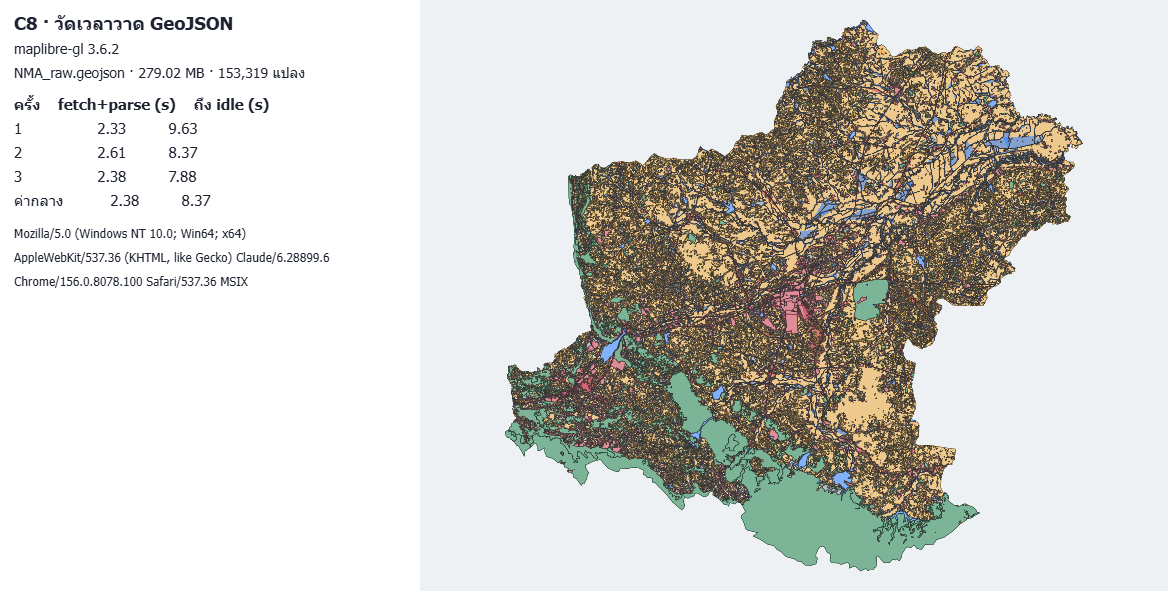 C8 · วัดเวลาวาด GeoJSON
maplibre-gl 3.6.2
NMA_raw.geojson · 279.02 MB · 153,319 แปลง
ครั้ง fetch+parse (s) ถึง idle (s)
1 2.33 9.63
2 2.61 8.37
3 2.38 7.88
ค่ากลาง 2.38 8.37
Mozilla/5.0 (Windows NT 10.0; Win64; x64)
AppleWebKit/537.36 (KHTML, like Gecko) Claude/6.28899.6
Chrome/156.0.8078.100 Safari/537.36 MSIX